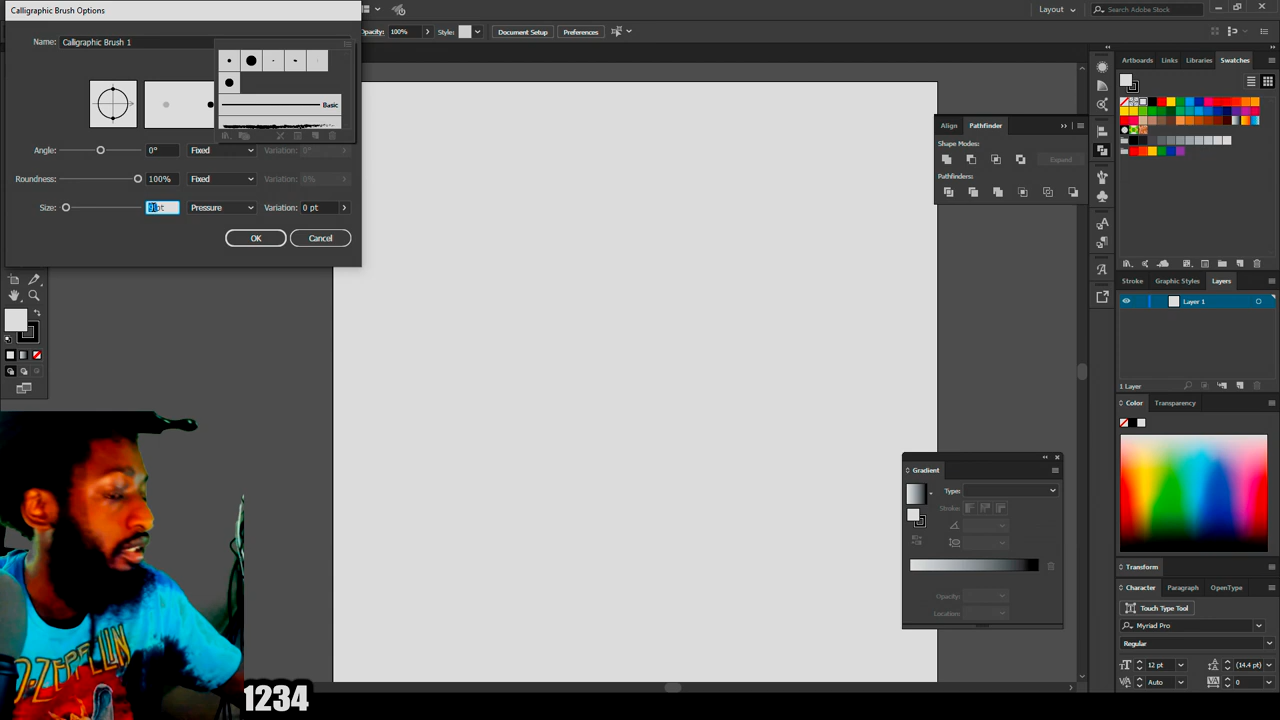 Calligraphic Brush Options
Layout
Search Adobe Stock
Name: Calligraphic Brush 1
Opacity: 100%
Style:
Document Setup
Preferences
Artboards
Links
Libraries
Swatches
Basic
Align
Pathfinder
Shape Modes:
Expand
Pathfinders:
Angle: 0° Fixed Variation: 0°
Roundness: 100% Fixed Variation: 0%
Size: pt Pressure Variation: 0 pt
OK
Cancel
Stroke
Graphic Styles
Layers
Layer 1
1 Layer
Color
Transparency
Gradient
Type:
Stroke:
Opacity:
Location:
Transform
Character
Paragraph
OpenType
Touch Type Tool
Myriad Pro
Regular
12 pt
(14.4 pt)
Auto
0
D-ZEPPELIN
1234